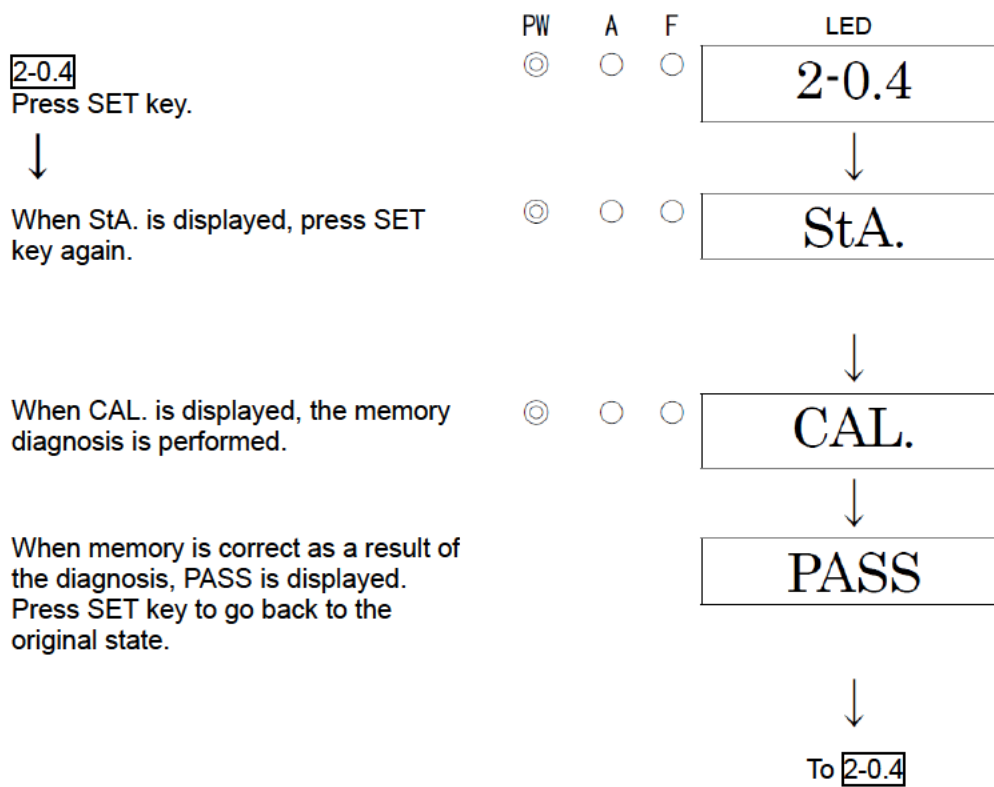 PW A F LED
2-0.4
Press SET key.
2-0.4
↓
↓
When StA. is displayed, press SET
key again.
StA.
↓
When CAL. is displayed, the memory
diagnosis is performed.
CAL.
↓
When memory is correct as a result of
the diagnosis, PASS is displayed.
Press SET key to go back to the
original state.
PASS
↓
To 2-0.4